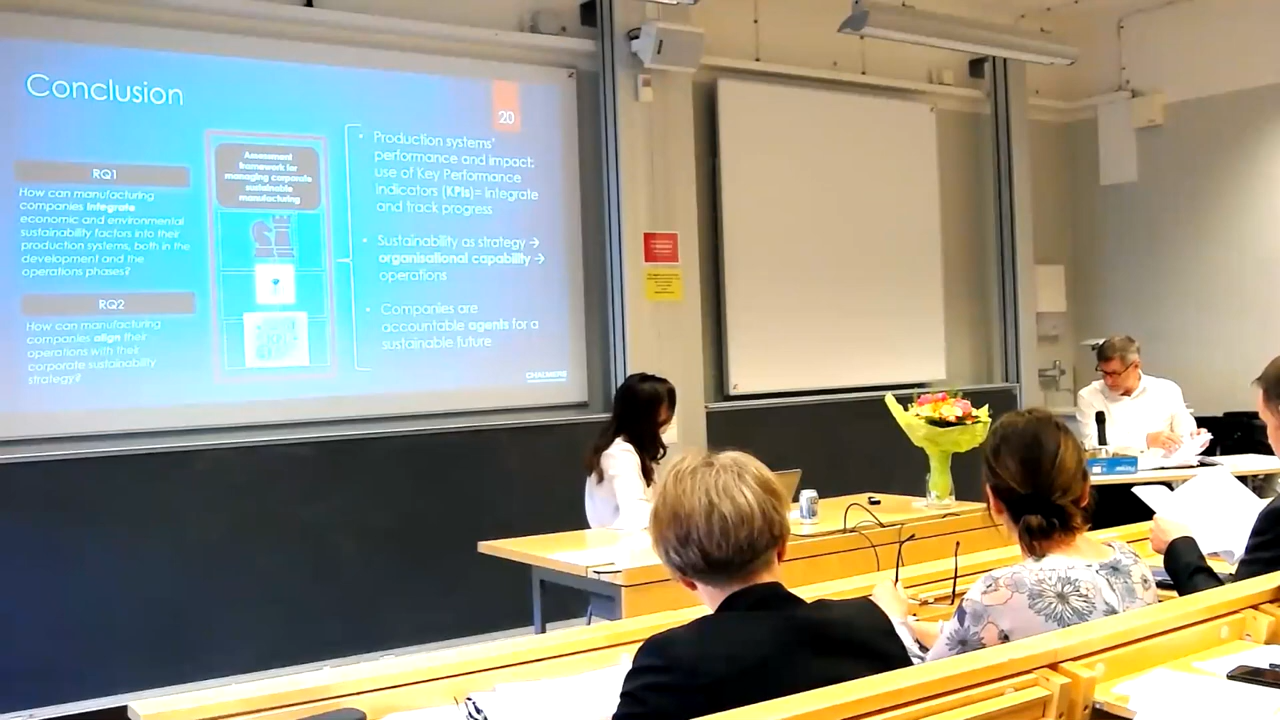 Conclusion
20
RQ1
How can manufacturing
companies integrate
economic and environmental
sustainability factors into their
production systems, both in the
development and the
operations phases?
RQ2
How can manufacturing
companies align their
operations with their
corporate sustainability
strategy?
Assessment
framework for
managing corporate
sustainable
manufacturing
• Production systems'
performance and impact:
use of Key Performance
Indicators (KPIs)= integrate
and track progress
• Sustainability as strategy →
organisational capability →
operations
• Companies are
accountable agents for a
sustainable future
CHALMERS